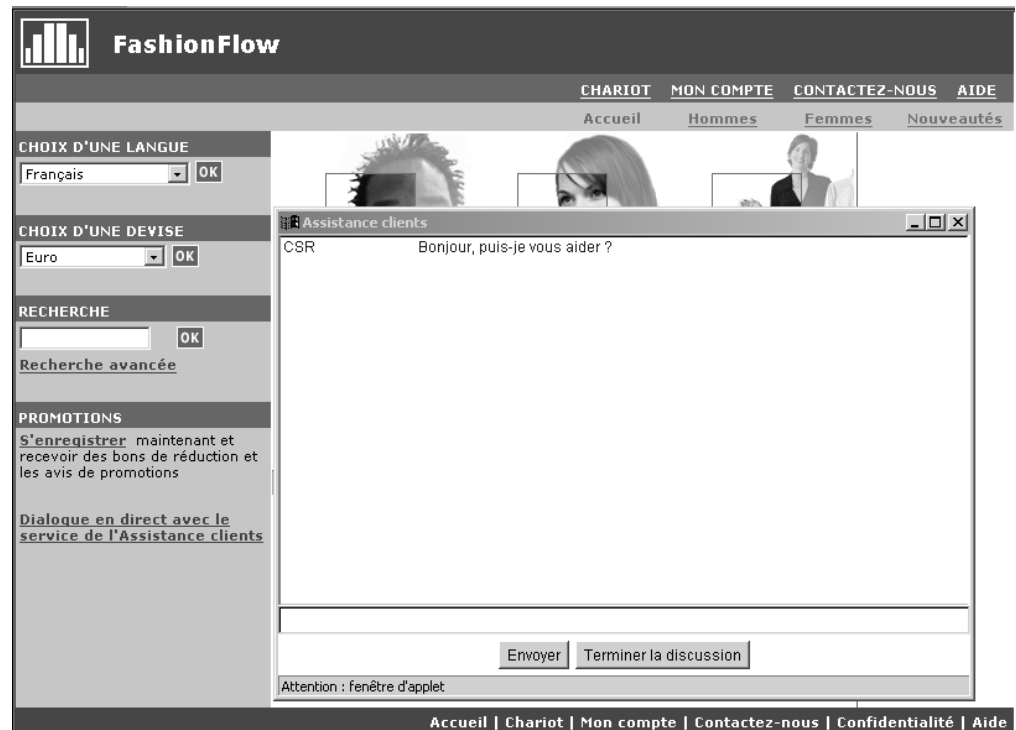 FashionFlow
CHARIOT MON COMPTE CONTACTEZ-NOUS AIDE
Accueil Hommes Femmes Nouveautés
CHOIX D'UNE LANGUE
Français OK
CHOIX D'UNE DEVISE
Euro OK
RECHERCHE
OK
Recherche avancée
PROMOTIONS
S'enregistrer maintenant et
recevoir des bons de réduction et
les avis de promotions
Dialogue en direct avec le
service de l'Assistance clients
Assistance clients
CSR Bonjour, puis-je vous aider ?
Envoyer Terminer la discussion
Attention : fenêtre d'applet
Accueil | Chariot | Mon compte | Contactez-nous | Confidentialité | Aide